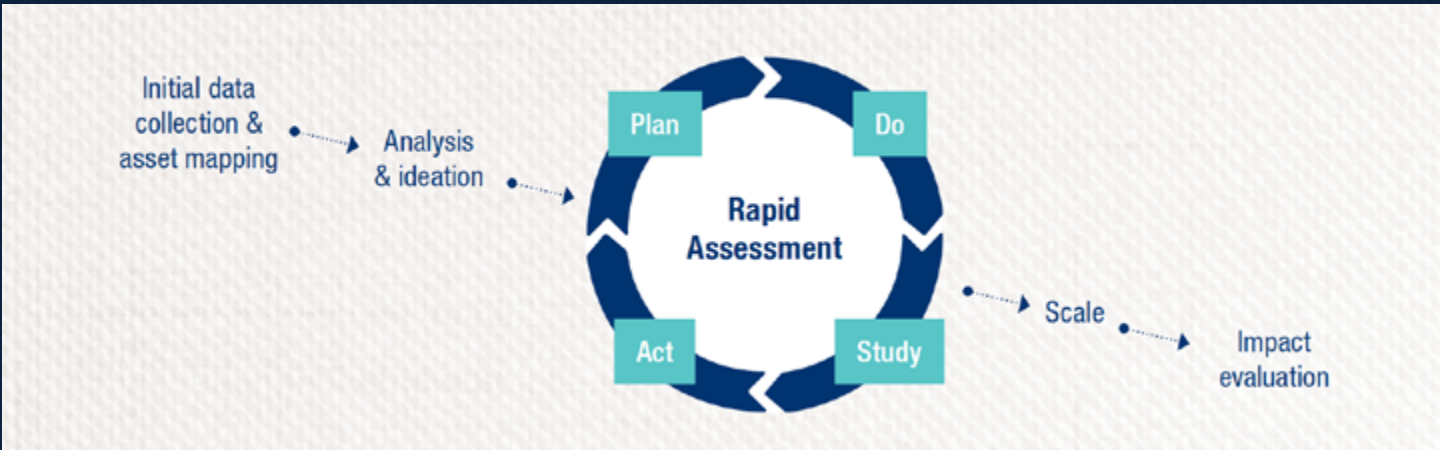 Initial data
collection &
asset mapping
Analysis
& ideation
Plan
Do
Rapid
Assessment
Act
Study
Scale
Impact
evaluation